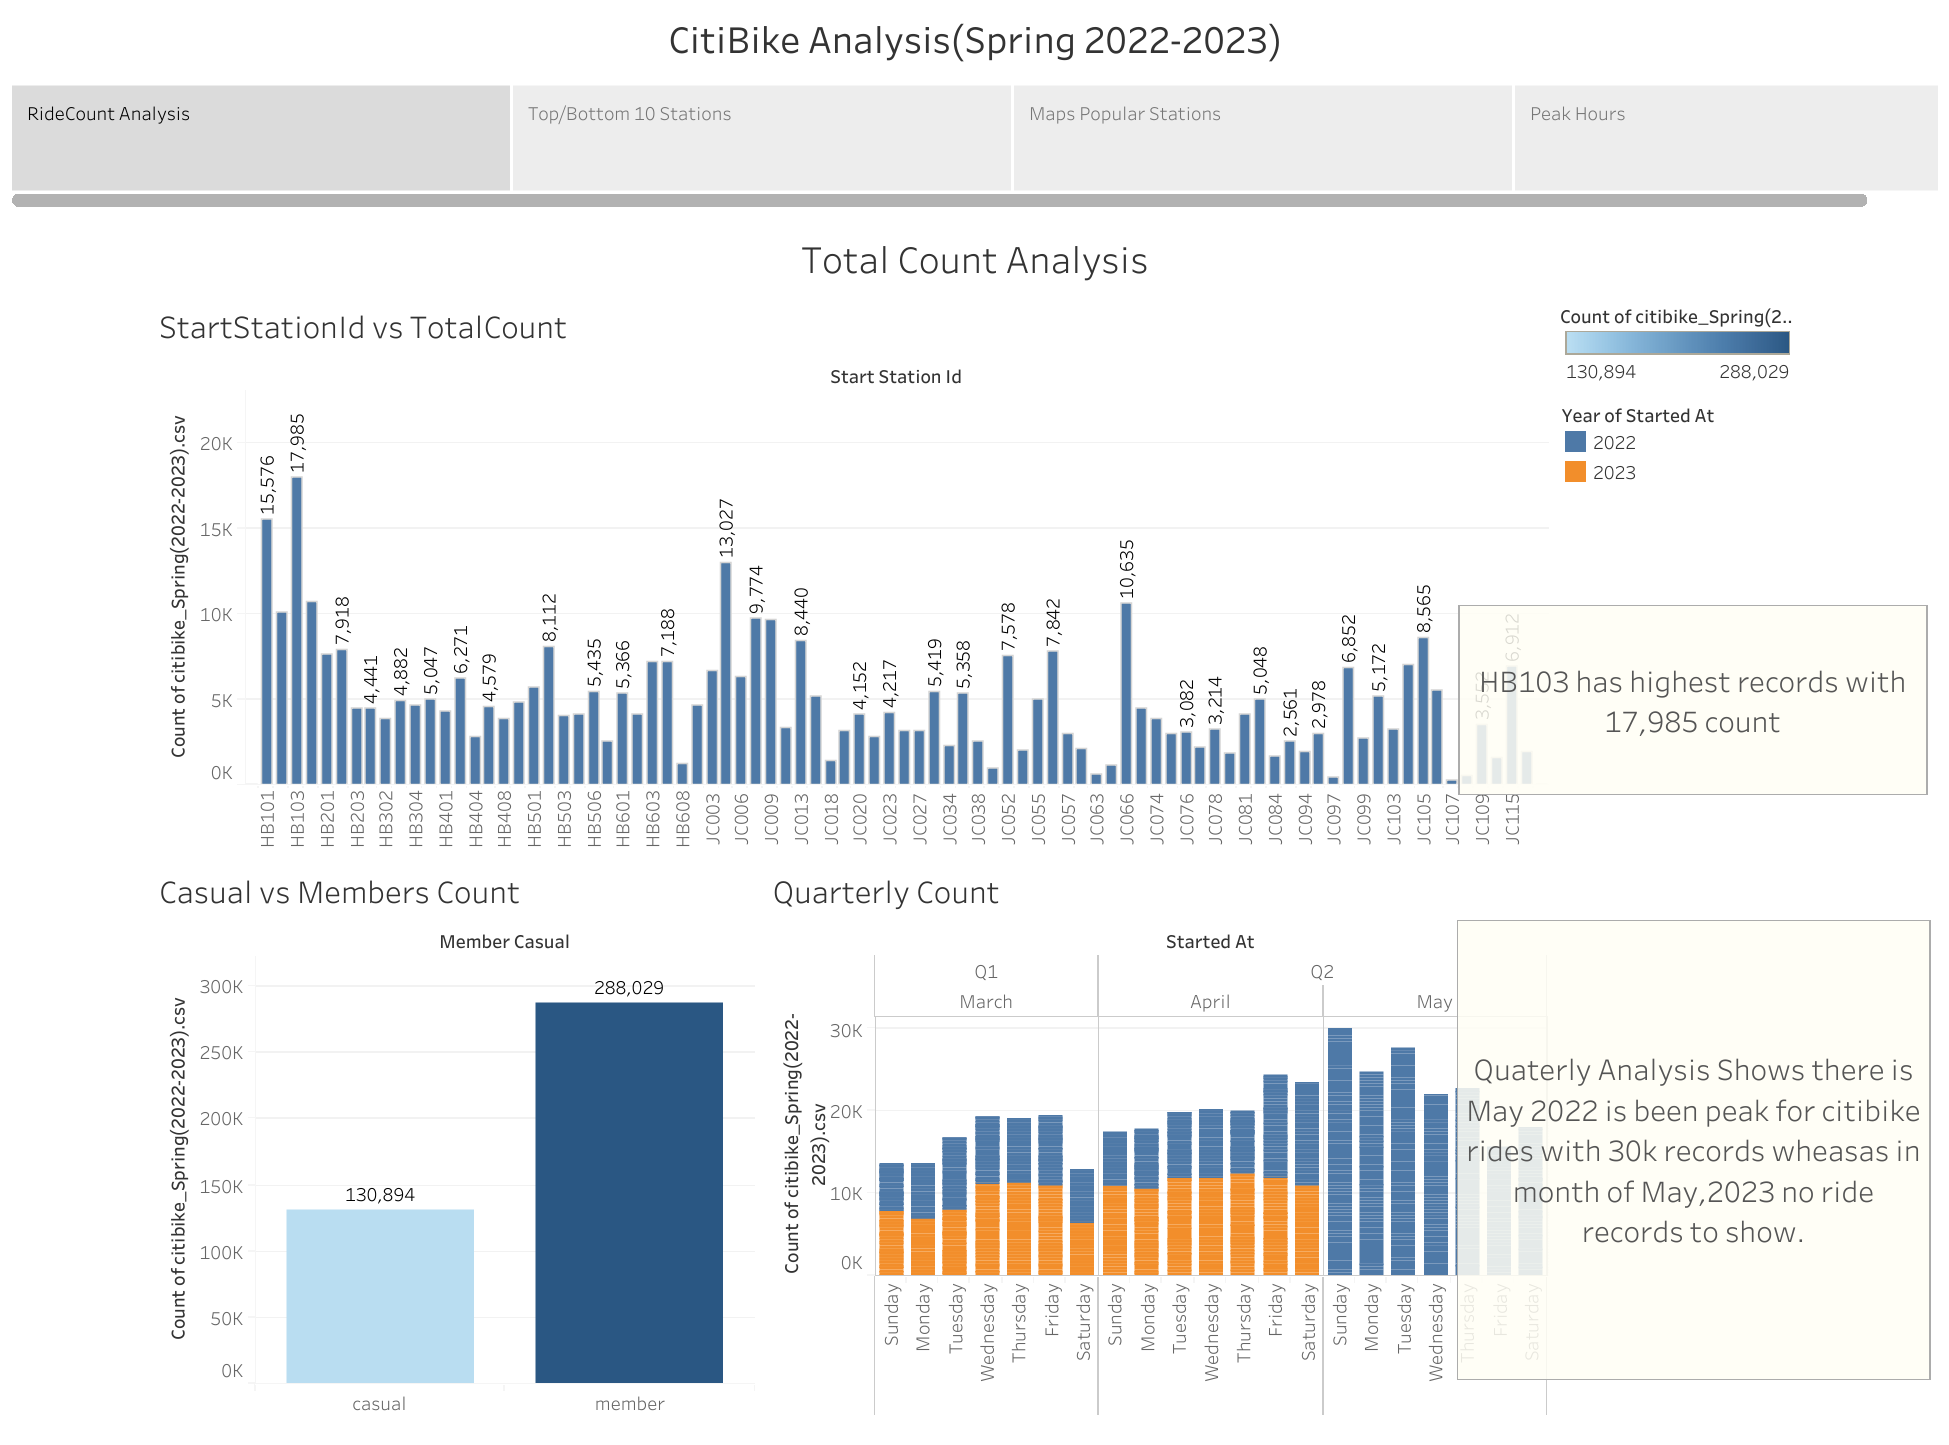 CitiBike Analysis(Spring 2022-2023)
RideCount Analysis
Top/Bottom 10 Stations
Maps Popular Stations
Peak Hours
Total Count Analysis
StartStationId vs TotalCount
Start Station Id
Count of citibike_Spring(2022-2023).csv
20K
15K
10K
5K
0K
15,576
17,985
7,918
4,441
4,882
5,047
6,271
4,579
8,112
5,435
5,366
7,188
13,027
9,774
8,440
4,152
4,217
5,419
5,358
7,578
7,842
10,635
3,082
3,214
5,048
2,561
2,978
6,852
5,172
8,565
6,912
HB101
HB103
HB201
HB203
HB302
HB304
HB401
HB404
HB408
HB501
HB503
HB506
HB601
HB603
HB608
JC003
JC006
JC009
JC013
JC018
JC020
JC023
JC027
JC034
JC038
JC052
JC055
JC057
JC063
JC066
JC074
JC076
JC078
JC081
JC084
JC094
JC097
JC099
JC103
JC105
JC107
JC109
JC115
Count of citibike_Spring(2..
130,894
288,029
Year of Started At
2022
2023
HB103 has highest records with
17,985 count
Casual vs Members Count
Member Casual
Count of citibike_Spring(2022-2023).csv
300K
250K
200K
150K
100K
50K
0K
130,894
288,029
casual
member
Quarterly Count
Started At
Q1
Q2
March
April
May
Count of citibike_Spring(2022-
2023).csv
30K
20K
10K
0K
Sunday
Monday
Tuesday
Wednesday
Thursday
Friday
Saturday
Sunday
Monday
Tuesday
Wednesday
Thursday
Friday
Saturday
Sunday
Monday
Tuesday
Wednesday
Thursday
Friday
Saturday
Quaterly Analysis Shows there is
May 2022 is been peak for citibike
rides with 30k records wheasas in
month of May,2023 no ride
records to show.